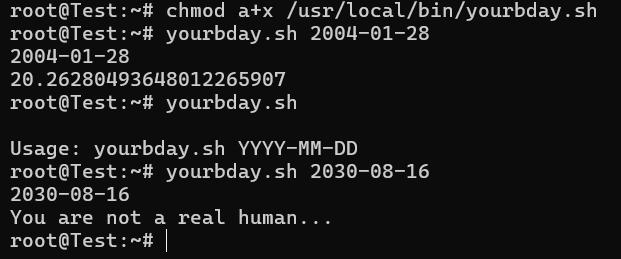 root@Test:~# chmod a+x /usr/local/bin/yourbday.sh
root@Test:~# yourbday.sh 2004-01-28
2004-01-28
20.26280493648012265907
root@Test:~# yourbday.sh
Usage: yourbday.sh YYYY-MM-DD
root@Test:~# yourbday.sh 2030-08-16
2030-08-16
You are not a real human...
root@Test:~#